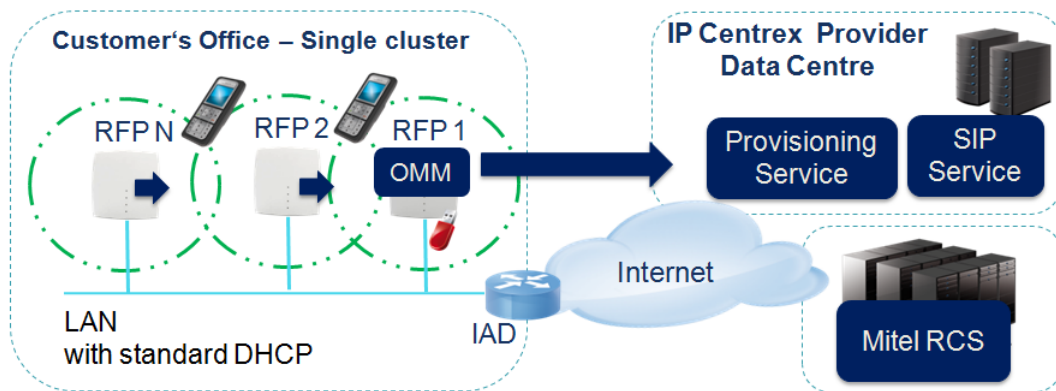 Customer‘s Office – Single cluster
RFP N
RFP 2
RFP 1
OMM
LAN
with standard DHCP
IAD
Internet
IP Centrex Provider
Data Centre
Provisioning
Service
SIP
Service
Mitel RCS